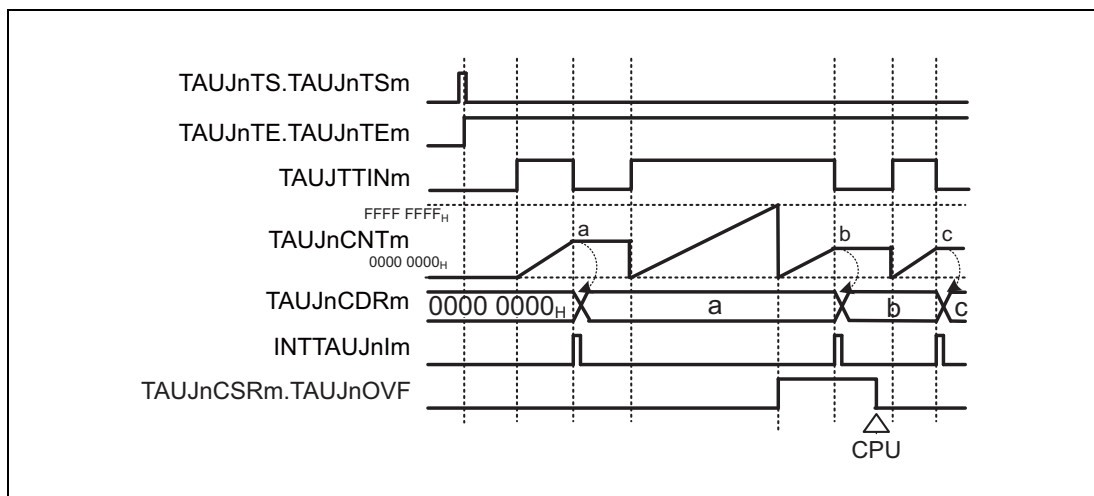 TAUJnTS.TAUJnTSm
TAUJnTE.TAUJnTEm
TAUJTTINm
FFFF FFFFH
TAUJnCNTm
0000 0000H
a
b
c
TAUJnCDRm
0000 0000H
a
b
c
INTTAUJnIm
TAUJnCSRm.TAUJnOVF
CPU